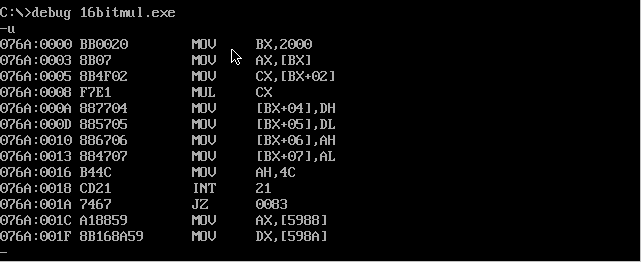 C:\>debug 16bitmul.exe
-u
076A:0000 BB0020 MOV BX,2000
076A:0003 8B07 MOV AX,[BX]
076A:0005 8B4F02 MOV CX,[BX+02]
076A:0008 F7E1 MUL CX
076A:000A 887704 MOV [BX+04],DH
076A:000D 885705 MOV [BX+05],DL
076A:0010 886706 MOV [BX+06],AH
076A:0013 884707 MOV [BX+07],AL
076A:0016 B44C MOV AH,4C
076A:0018 CD21 INT 21
076A:001A 7467 JZ 0083
076A:001C A18859 MOV AX,[5988]
076A:001F 8B168A59 MOV DX,[598A]
-